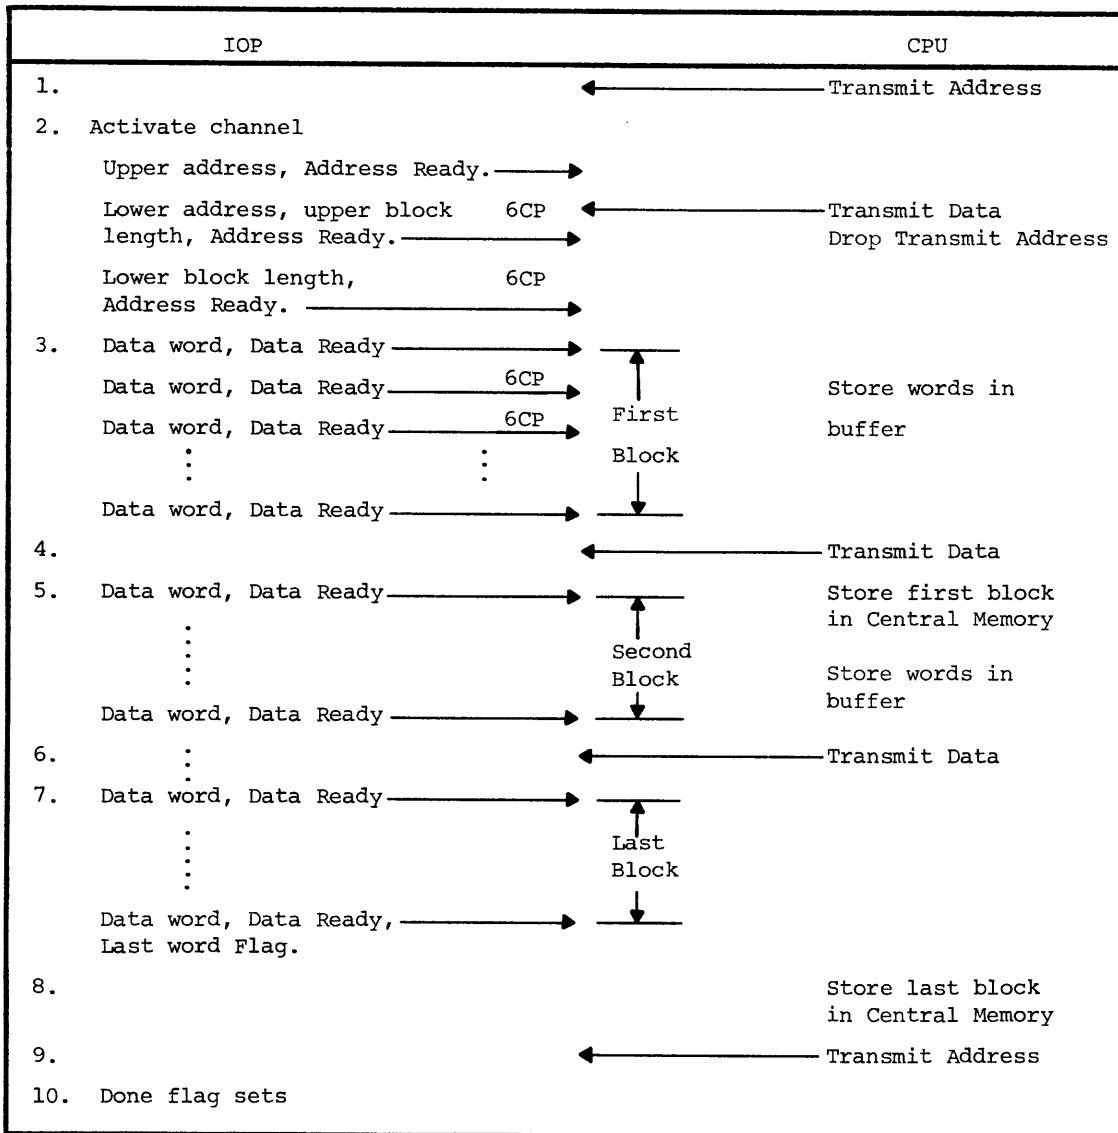 IOP CPU
1. Transmit Address
2. Activate channel
Upper address, Address Ready.
Lower address, upper block 6CP Transmit Data
length, Address Ready. Drop Transmit Address
Lower block length, 6CP
Address Ready.
3. Data word, Data Ready
Data word, Data Ready 6CP Store words in
Data word, Data Ready 6CP First buffer
Block
Data word, Data Ready
4. Transmit Data
5. Data word, Data Ready Store first block
in Central Memory
Second
Block Store words in
buffer
Data word, Data Ready
6. Transmit Data
7. Data word, Data Ready
Last
Block
Data word, Data Ready,
Last word Flag.
8. Store last block
in Central Memory
9. Transmit Address
10. Done flag sets